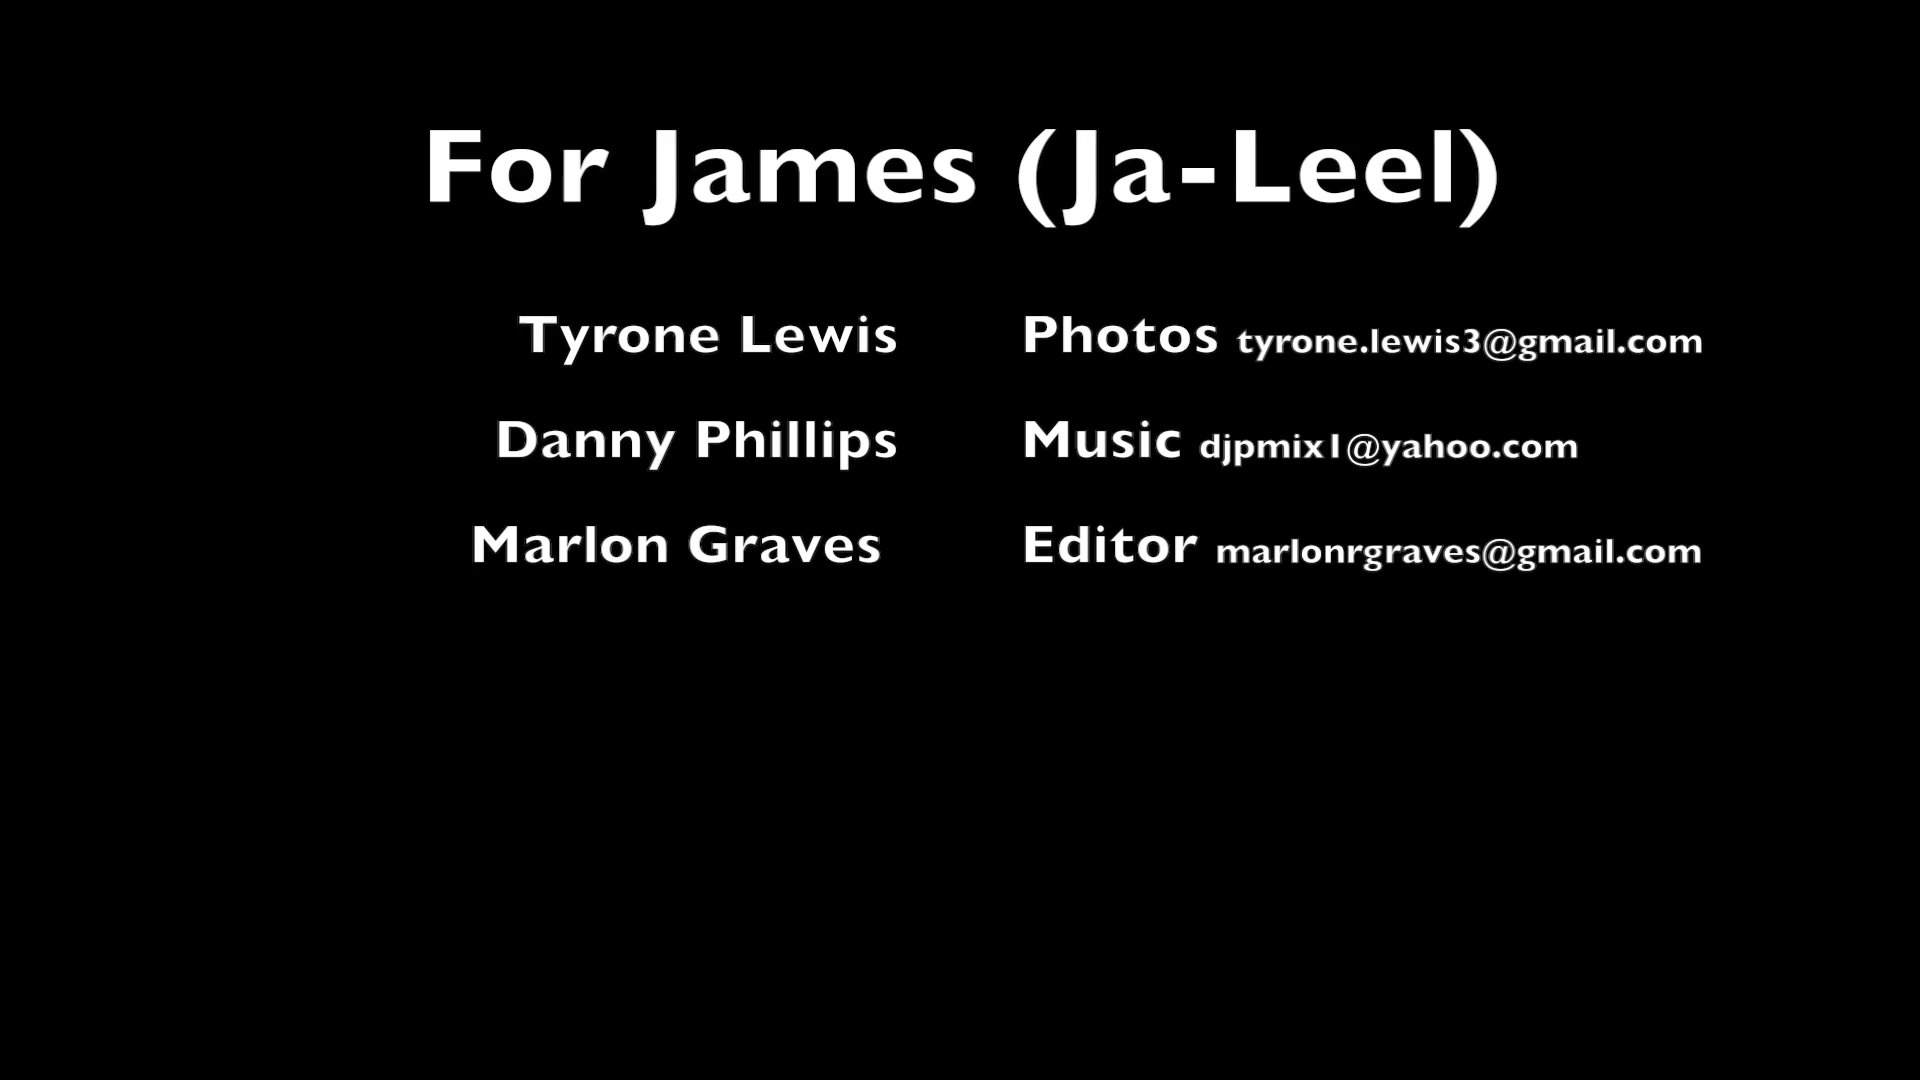 For James (Ja-Leel)
Tyrone Lewis Photos tyrone.lewis3@gmail.com
Danny Phillips Music djpmix1@yahoo.com
Marlon Graves Editor marlonrgraves@gmail.com